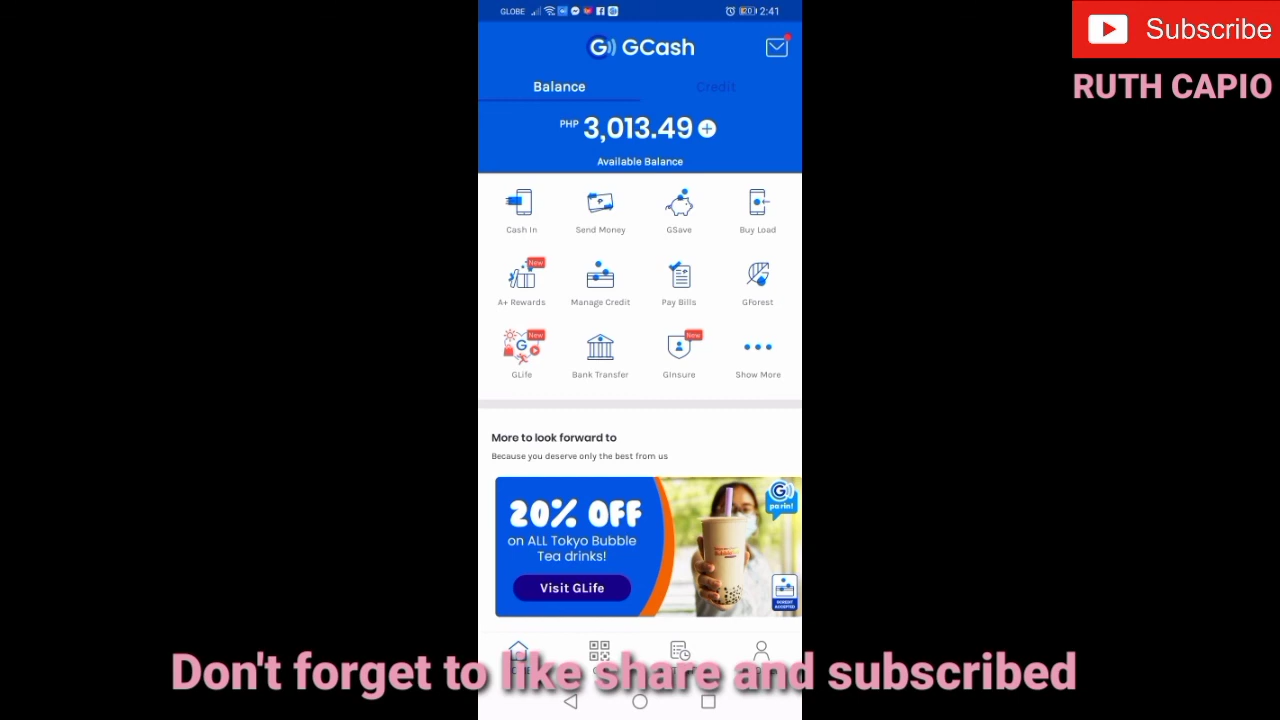 GLOBE
2:41
Subscribe
RUTH CAPIO
G GCash
Balance
Credit
PHP 3,013.49
Available Balance
Cash In
Send Money
GSave
Buy Load
New
A+ Rewards
Manage Credit
Pay Bills
GForest
New
New
GLife
Bank Transfer
GInsure
Show More
More to look forward to
Because you deserve only the best from us
20% OFF
on ALL Tokyo Bubble
Tea drinks!
Visit GLife
G
pa rin!
Don't forget to like share and subscribed